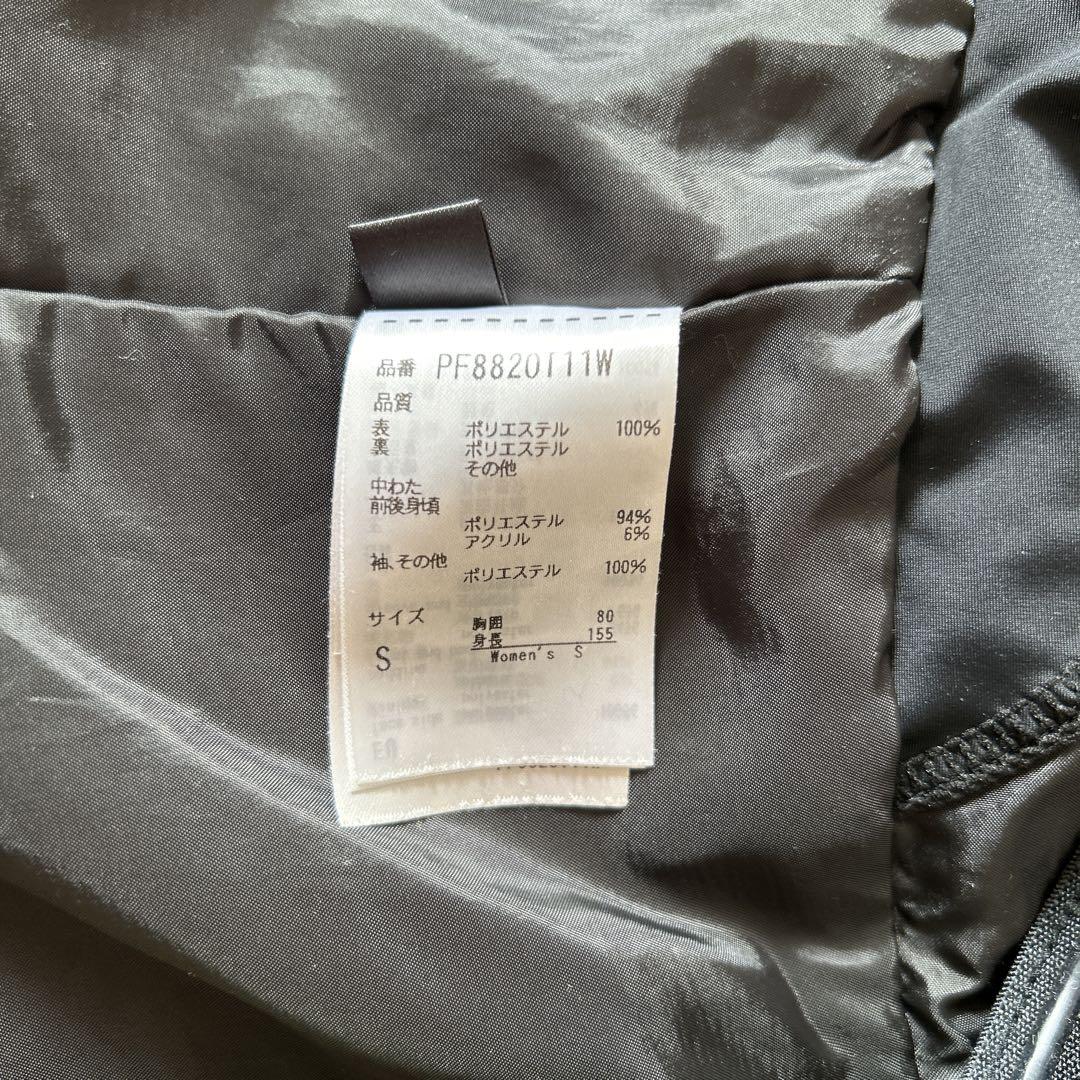 品番 PF8820T11W
品質
表 ポリエステル 100%
裏 ポリエステル
その他
中わた
前後身頃
ポリエステル 94%
アクリル 6%
袖、その他
ポリエステル 100%
サイズ 胸囲 80
身長 155
S Women's S